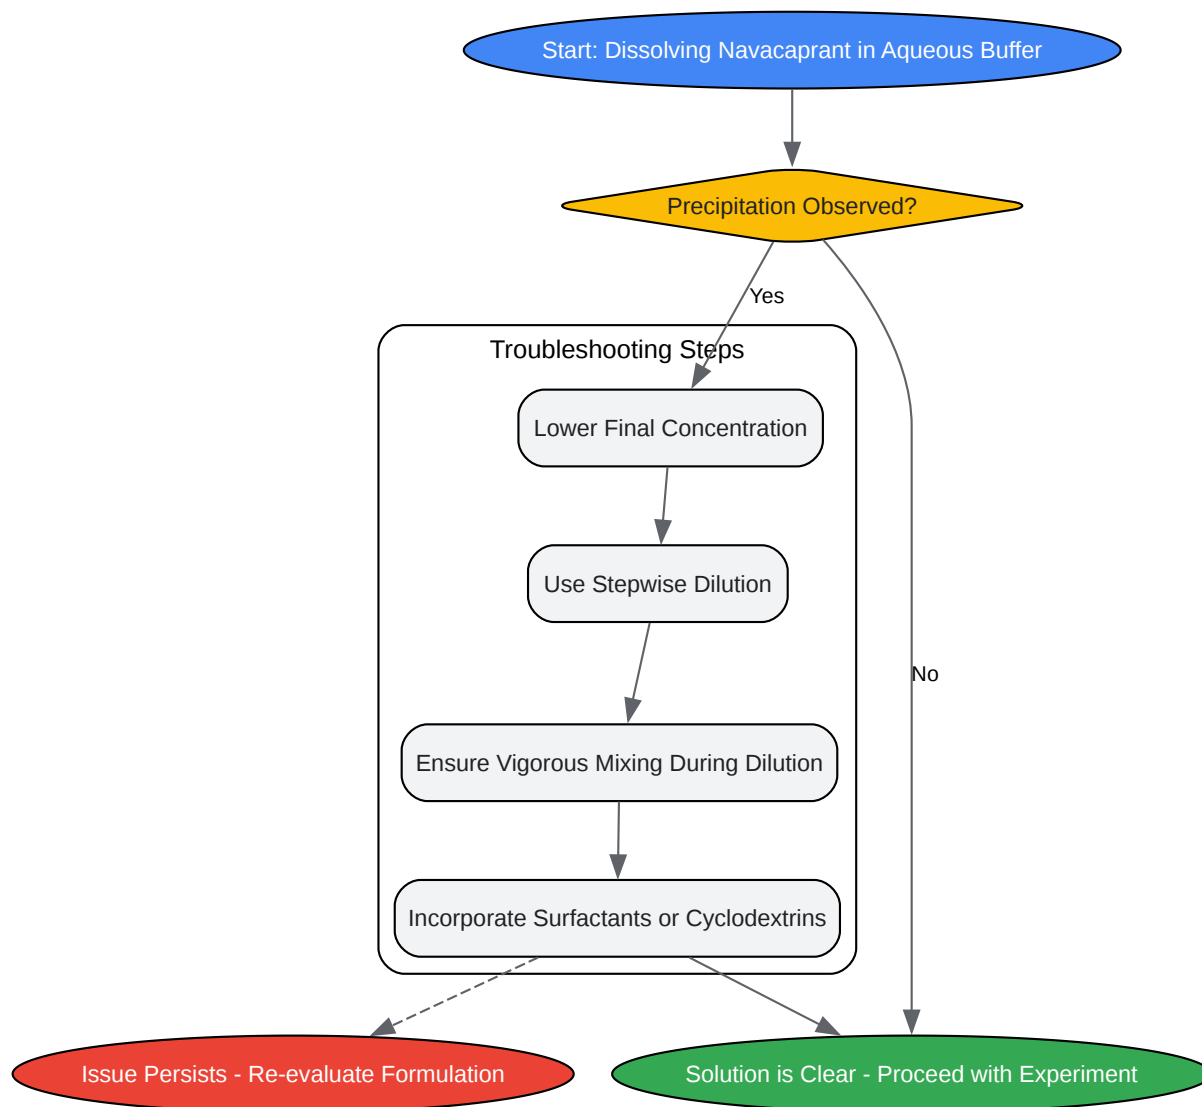 Start: Dissolving Navacaprant in Aqueous Buffer
Precipitation Observed?
Yes
Troubleshooting Steps
Lower Final Concentration
Use Stepwise Dilution
No
Ensure Vigorous Mixing During Dilution
Incorporate Surfactants or Cyclodextrins
Issue Persists - Re-evaluate Formulation
Solution is Clear - Proceed with Experiment